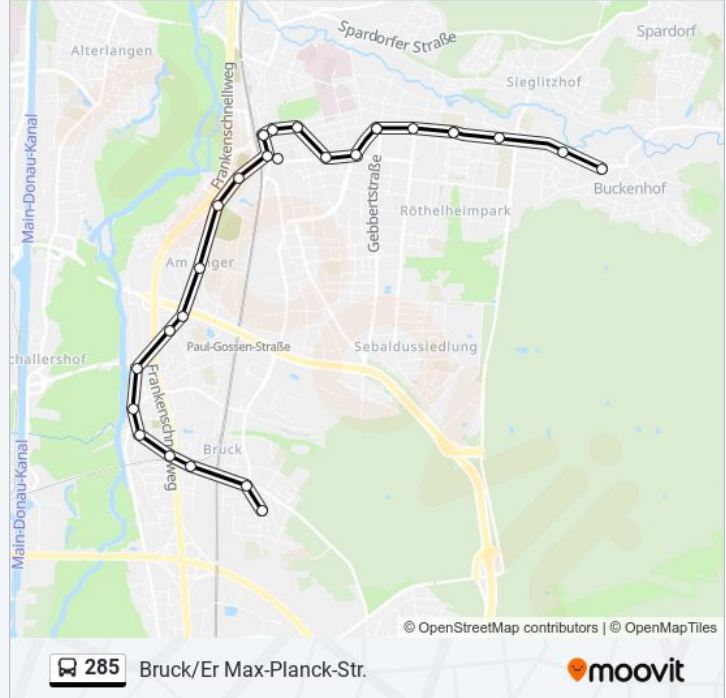 Spardorfer Straße
Spardorf
Alterlangen
Sieglitzhof
Frankenschnellweg
Main-Donau-Kanal
Buckenhof
Gebbertstraße
Röthelheimpark
Am Anger
Paul-Gossen-Straße
Sebaldussiedlung
challershof
Frankenschnellweg
Bruck
Main-Donau-Kanal
© OpenStreetMap contributors | © OpenMapTiles
285 Bruck/Er Max-Planck-Str.
moovit